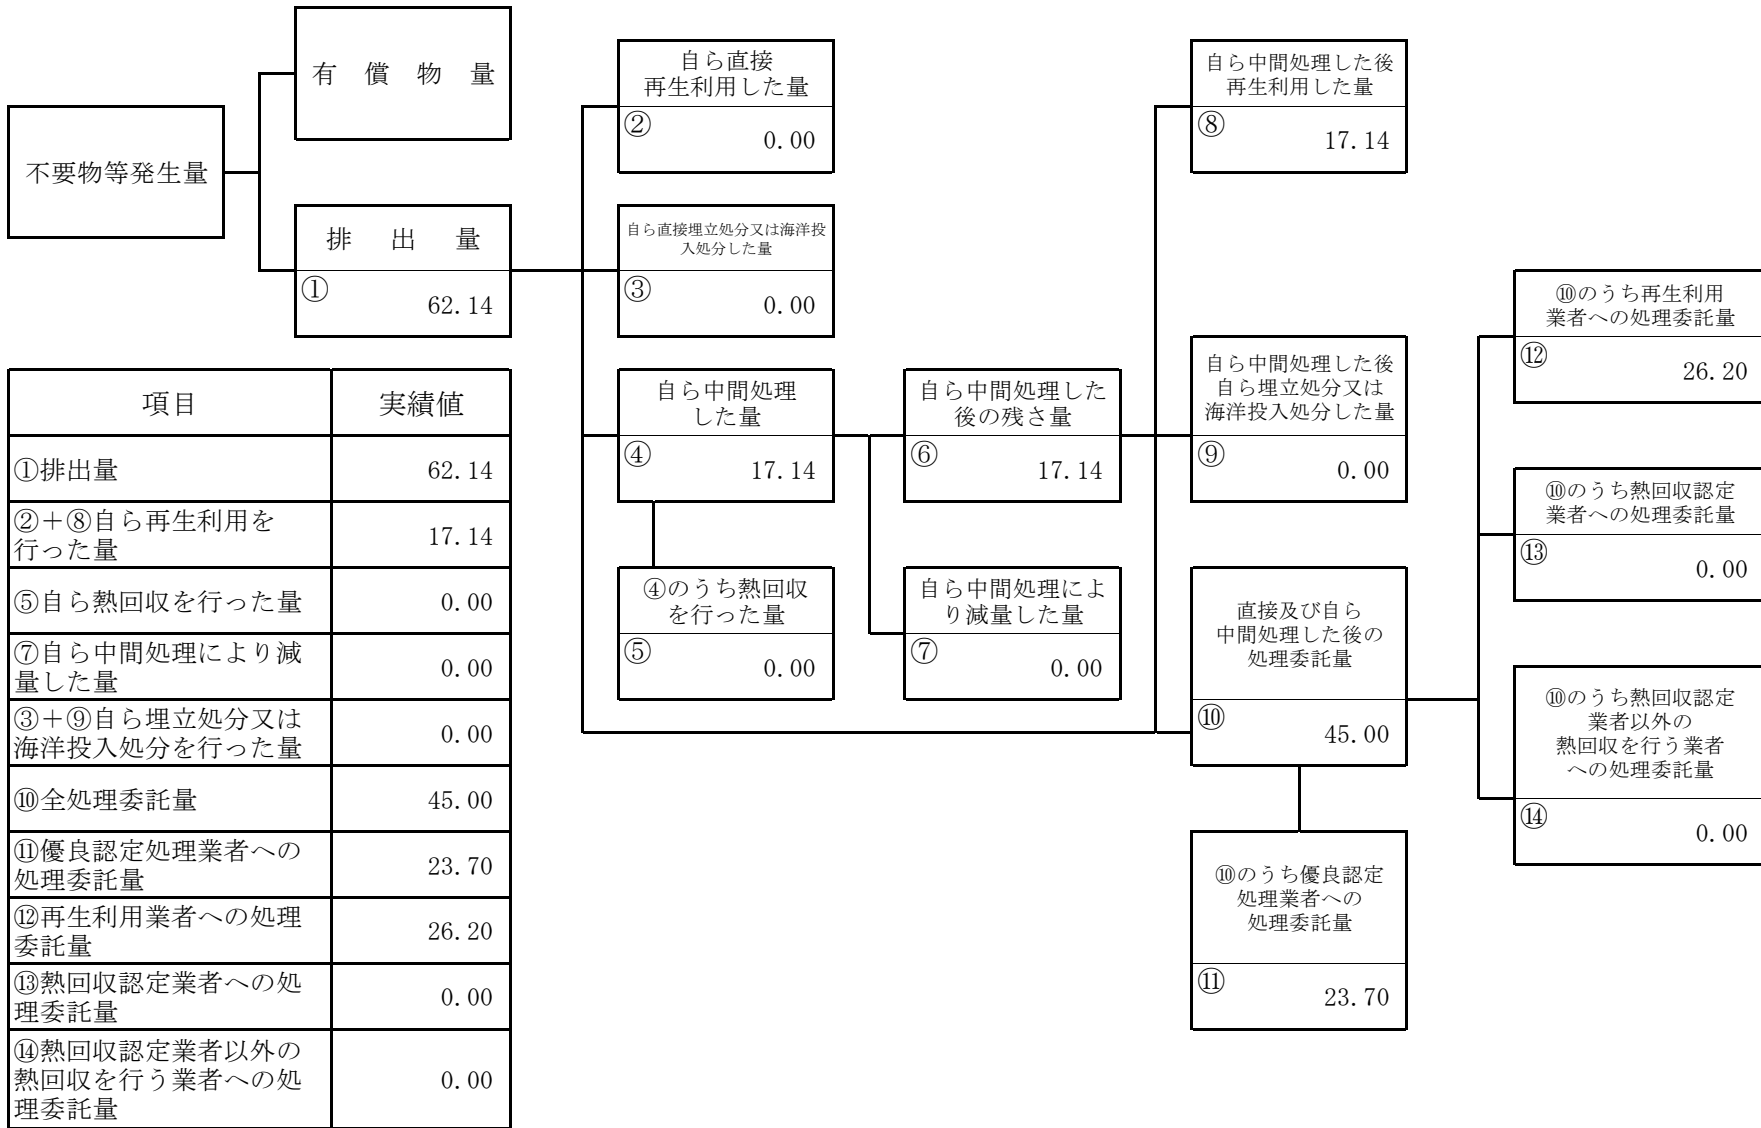 不要物等発生量
有 償 物 量
排 出 量
①
62.14
自ら直接
再生利用した量
②
0.00
自ら直接埋立処分又は海洋投
入処分した量
③
0.00
自ら中間処理
した量
④
17.14
④のうち熱回収
を行った量
⑤
0.00
自ら中間処理した
後の残さ量
⑥
17.14
自ら中間処理によ
り減量した量
⑦
0.00
自ら中間処理した後
再生利用した量
⑧
17.14
自ら中間処理した後
自ら埋立処分又は
海洋投入処分した量
⑨
0.00
直接及び自ら
中間処理した後の
処理委託量
⑩
45.00
⑩のうち優良認定
処理業者への
処理委託量
⑪
23.70
⑩のうち再生利用
業者への処理委託量
⑫
26.20
⑩のうち熱回収認定
業者への処理委託量
⑬
0.00
⑩のうち熱回収認定
業者以外の
熱回収を行う業者
への処理委託量
⑭
0.00
項目 実績値
①排出量 62.14
②＋⑧自ら再生利用を
行った量 17.14
⑤自ら熱回収を行った量 0.00
⑦自ら中間処理により減
量した量 0.00
③＋⑨自ら埋立処分又は
海洋投入処分を行った量 0.00
⑩全処理委託量 45.00
⑪優良認定処理業者への
処理委託量 23.70
⑫再生利用業者への処理
委託量 26.20
⑬熱回収認定業者への処
理委託量 0.00
⑭熱回収認定業者以外の
熱回収を行う業者への処
理委託量 0.00